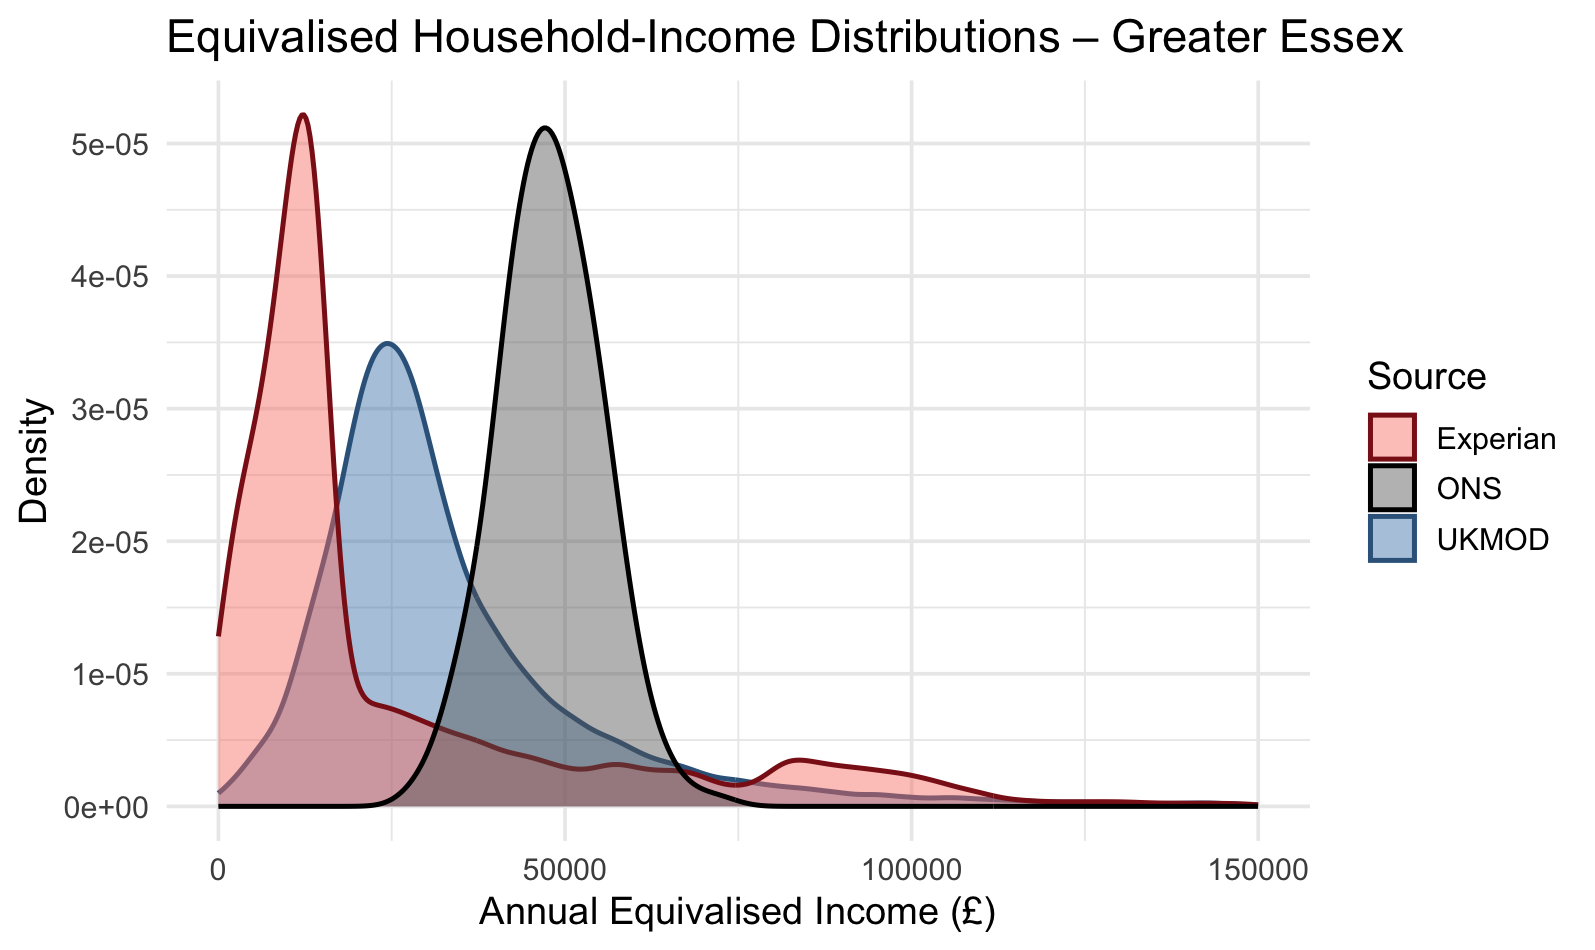 Equivalised Household-Income Distributions – Greater Essex
5e-05
4e-05
3e-05
2e-05
1e-05
0e+00
Density
0
50000
100000
150000
Annual Equivalised Income (£)
Source
Experian
ONS
UKMOD